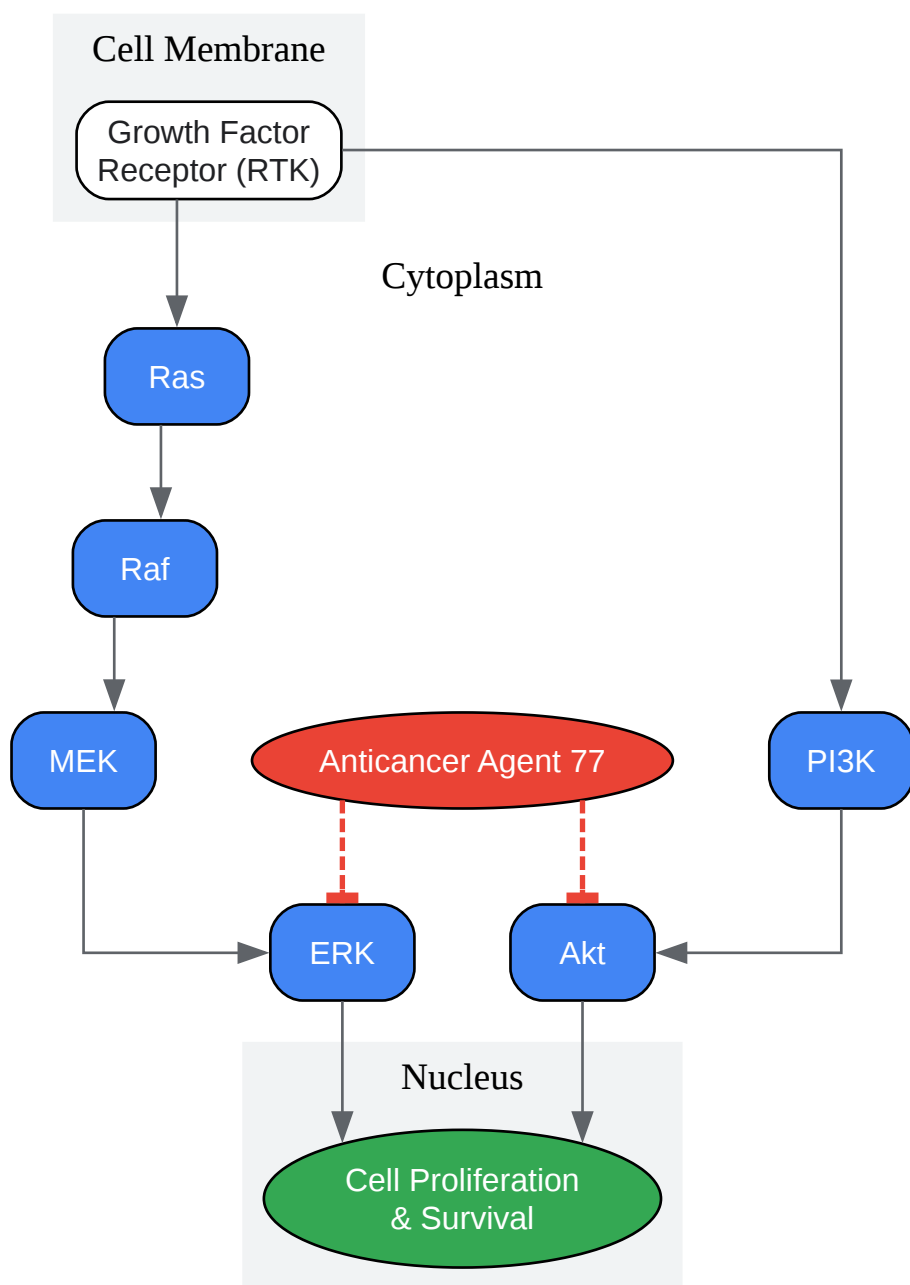 Cell Membrane
Growth Factor
Receptor (RTK)
Cytoplasm
Ras
Raf
MEK
Anticancer Agent 77
PI3K
ERK
Akt
Nucleus
Cell Proliferation
& Survival